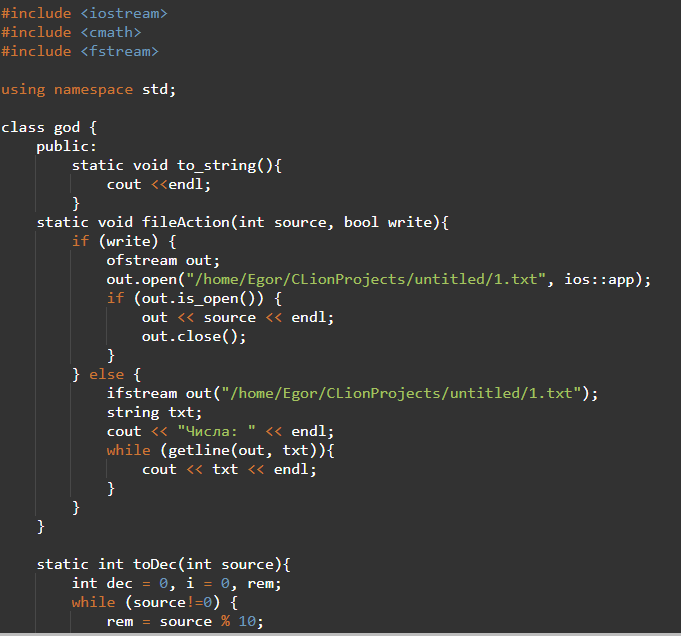 #include <iostream>
#include <cmath>
#include <fstream>
using namespace std;
class god {
public:
static void to_string(){
cout <<endl;
}
static void fileAction(int source, bool write){
if (write) {
ofstream out;
out.open("/home/Egor/CLionProjects/untitled/1.txt", ios::app);
if (out.is_open()) {
out << source << endl;
out.close();
}
} else {
ifstream out("/home/Egor/CLionProjects/untitled/1.txt");
string txt;
cout << "Числа: " << endl;
while (getline(out, txt)){
cout << txt << endl;
}
}
}
static int toDec(int source){
int dec = 0, i = 0, rem;
while (source!=0) {
rem = source % 10;